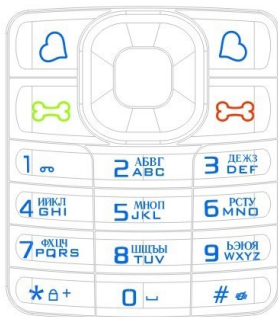 1
2 АБВГ
ABC
3 ДЕЖЗ
DEF
4 ИЙКЛ
GHI
5 МНОП
JKL
6 РСТУ
MNO
7 ФХЦЧ
PQRS
8 ШЩЪЫ
TUV
9 ЬЭЮЯ
WXYZ
* +
0
#